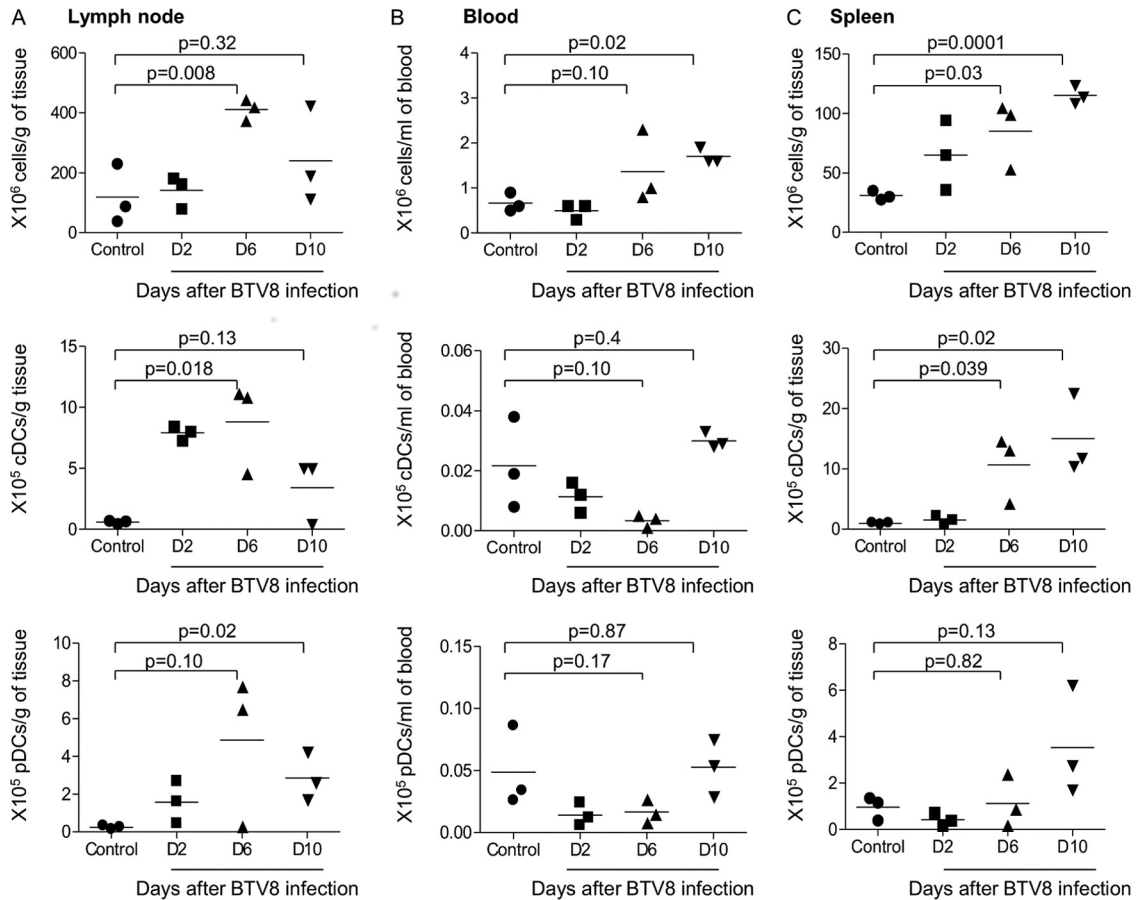 A Lymph node
X10⁶ cells/g of tissue
600
400
200
0
p=0.32
p=0.008
Control D2 D6 D10
Days after BTV8 infection
B Blood
X10⁶ cells/ml of blood
4
3
2
1
0
p=0.02
p=0.10
Control D2 D6 D10
Days after BTV8 infection
C Spleen
X10⁶ cells/g of tissue
150
100
50
0
p=0.0001
p=0.03
Control D2 D6 D10
Days after BTV8 infection
X10⁵ cDCs/g tissue
15
10
5
0
p=0.13
p=0.018
Control D2 D6 D10
Days after BTV8 infection
X10⁵ cDCs/ml of blood
0.06
0.04
0.02
0.00
p=0.4
p=0.10
Control D2 D6 D10
Days after BTV8 infection
X10⁵ cDCs/g of tissue
30
20
10
0
p=0.02
p=0.039
Control D2 D6 D10
Days after BTV8 infection
X10⁵ pDCs/g of tissue
10
8
6
4
2
0
p=0.02
p=0.10
Control D2 D6 D10
Days after BTV8 infection
X10⁵ pDCs/ml of blood
0.15
0.10
0.05
0.00
p=0.87
p=0.17
Control D2 D6 D10
Days after BTV8 infection
X10⁵ pDCs/g of tissue
8
6
4
2
0
p=0.13
p=0.82
Control D2 D6 D10
Days after BTV8 infection